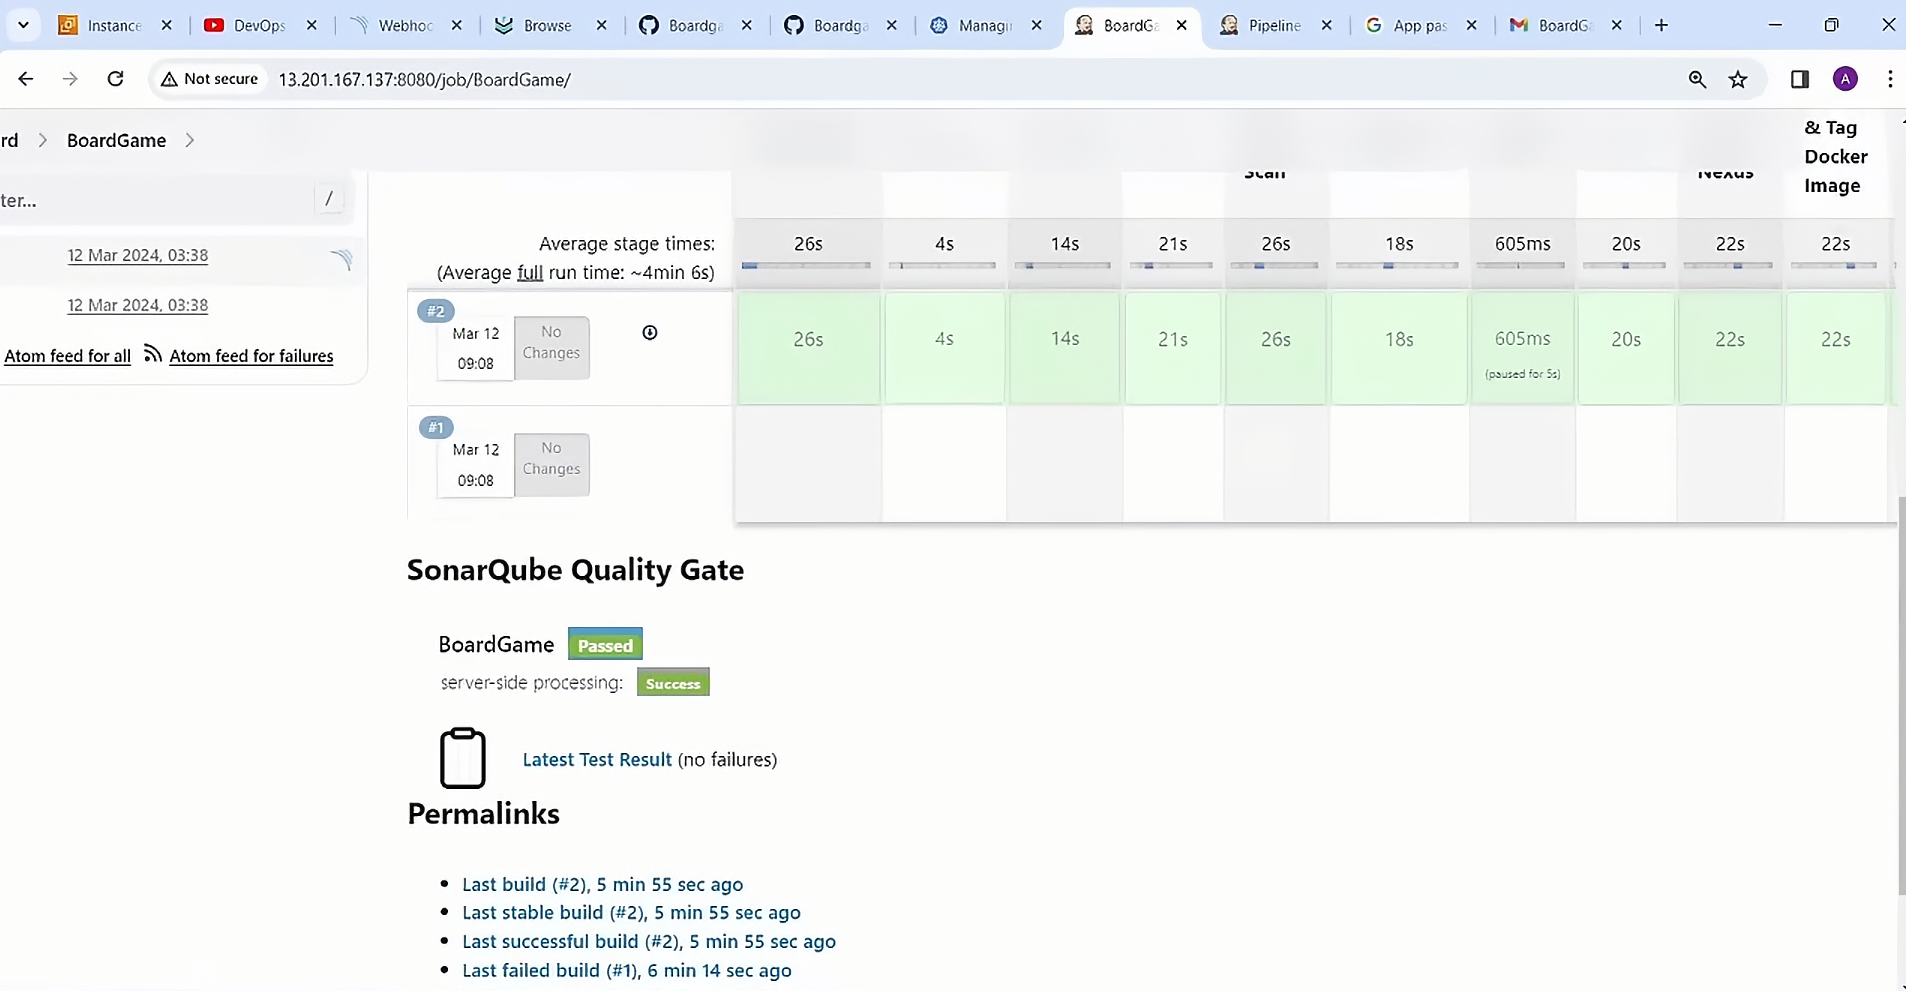 Instance
DevOps
Webhoo
Browse
Boardga
Boardga
Managin
BoardGa
Pipeline
App pas
BoardGa
Not secure
13.201.167.137:8080/job/BoardGame/
A
rd
BoardGame
& Tag
Docker
Image
Scan
Nexus
ter...
/
12 Mar 2024, 03:38
12 Mar 2024, 03:38
Atom feed for all
Atom feed for failures
Average stage times:
(Average full run time: ~4min 6s)
26s 4s 14s 21s 26s 18s 605ms 20s 22s 22s
#2
Mar 12
09:08
No
Changes
26s 4s 14s 21s 26s 18s 605ms 20s 22s 22s
(paused for 5s)
#1
Mar 12
09:08
No
Changes
SonarQube Quality Gate
BoardGame Passed
server-side processing: Success
Latest Test Result (no failures)
Permalinks
Last build (#2), 5 min 55 sec ago
Last stable build (#2), 5 min 55 sec ago
Last successful build (#2), 5 min 55 sec ago
Last failed build (#1), 6 min 14 sec ago